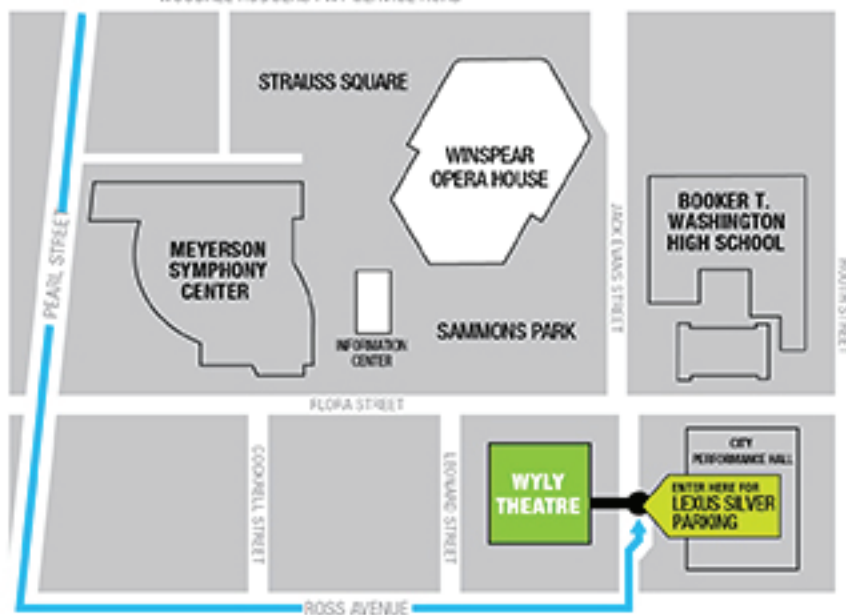 STRAUSS SQUARE
WINSPEAR
OPERA HOUSE
BOOKER T.
WASHINGTON
HIGH SCHOOL
MEYERSON
SYMPHONY
CENTER
PEARL STREET
JACK EVANS STREET
INFORMATION
CENTER
SAMMONS PARK
FLORA STREET
COCKRELL STREET
LEONARD STREET
WYLY
THEATRE
CITY
PERFORMANCE HALL
ENTER HERE FOR
LEXUS SILVER
PARKING
ROSS AVENUE